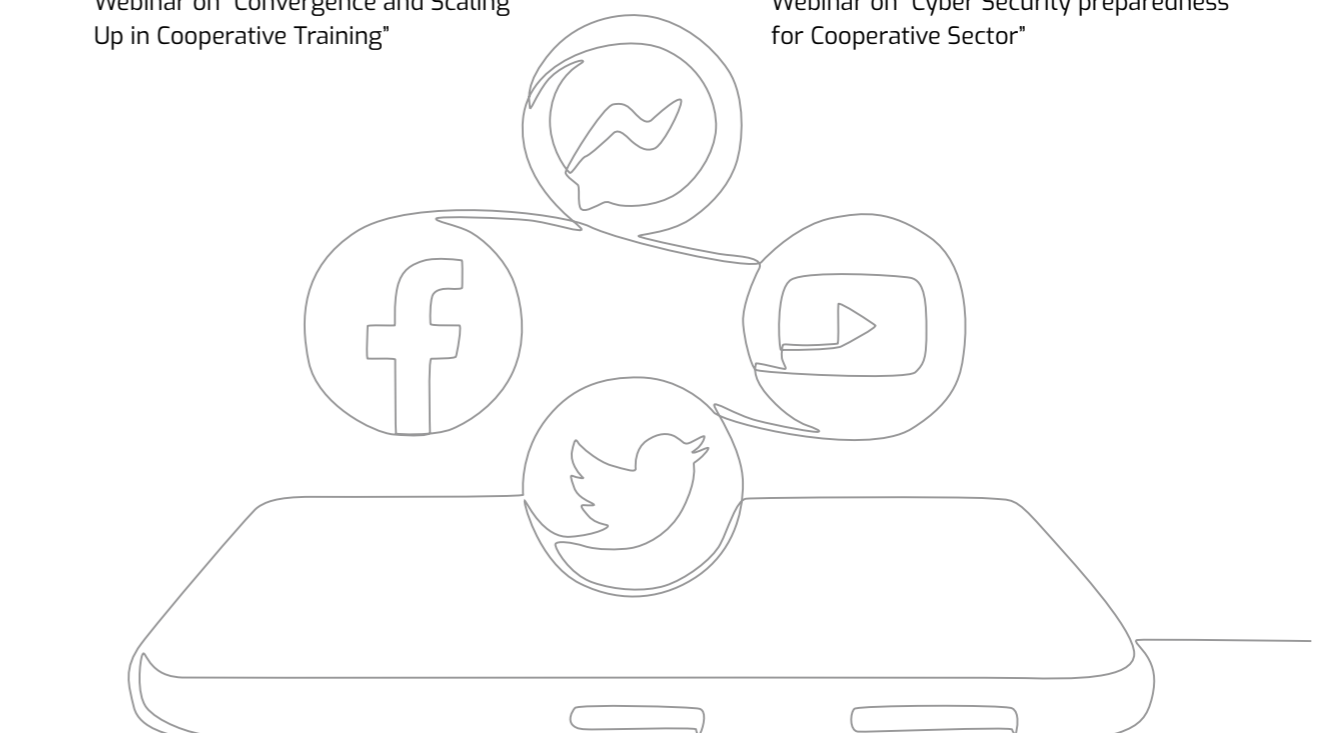 Webinar on "Convergence and Scaling
Up in Cooperative Training"
Webinar on "Cyber Security preparedness
for Cooperative Sector"